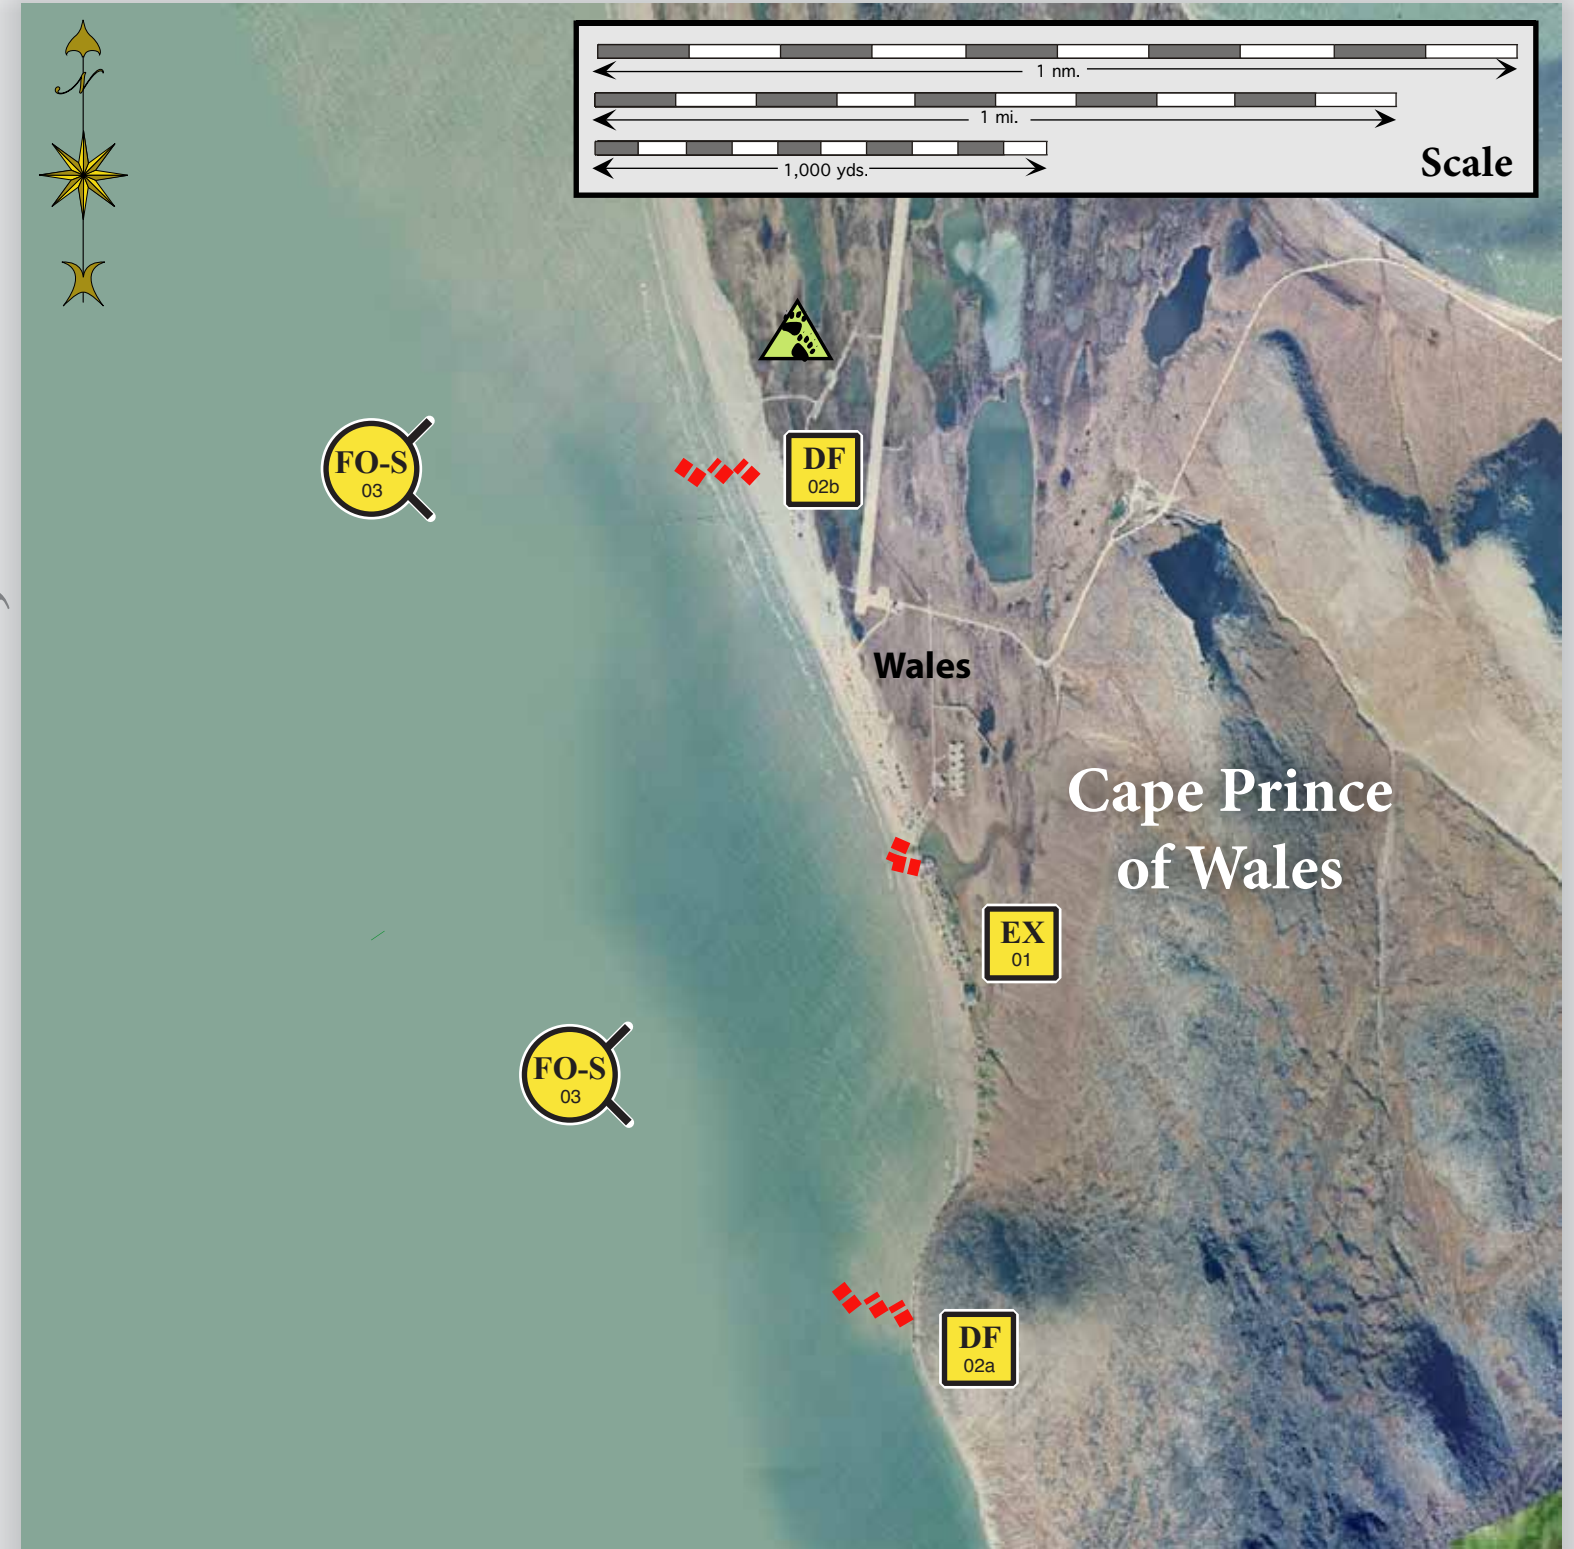 N
1 nm.
1 mi.
1,000 yds.
Scale
FO-S
03
DF
02b
Wales
Cape Prince
of Wales
EX
01
FO-S
03
DF
02a